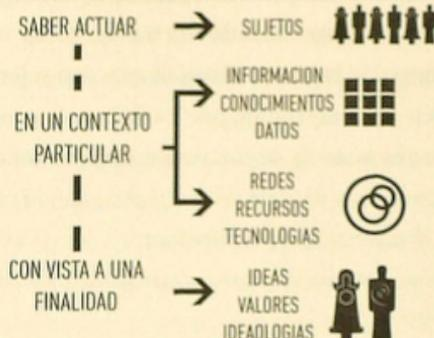 SABER ACTUAR
SUJETOS
EN UN CONTEXTO
PARTICULAR
INFORMACION
CONOCIMIENTOS
DATOS
REDES
RECURSOS
TECNOLOGIAS
CON VISTA A UNA
FINALIDAD
IDEAS
VALORES
IDEAOLOGIAS